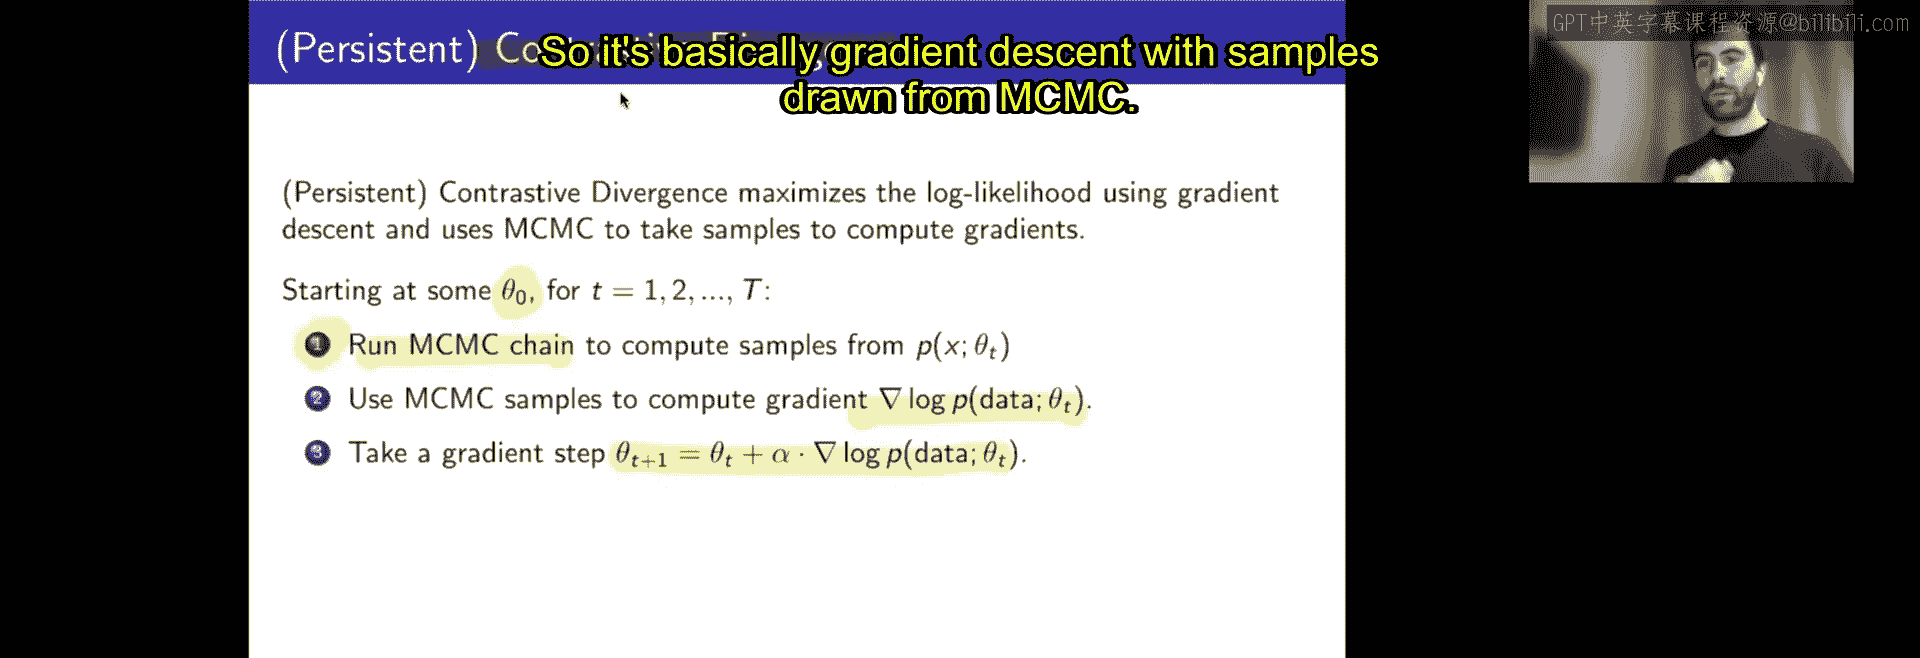 (Persistent)
So it's basically gradient descent with samples
drawn from MCMC.
GPT中英字幕课程资源@bilibili.com
(Persistent) Contrastive Divergence maximizes the log-likelihood using gradient
descent and uses MCMC to take samples to compute gradients.
Starting at some θ₀, for t = 1, 2, ..., T:
1 Run MCMC chain to compute samples from p(x; θₜ)
2 Use MCMC samples to compute gradient ∇ log p(data; θₜ).
3 Take a gradient step θₜ₊₁ = θₜ + α · ∇ log p(data; θₜ).